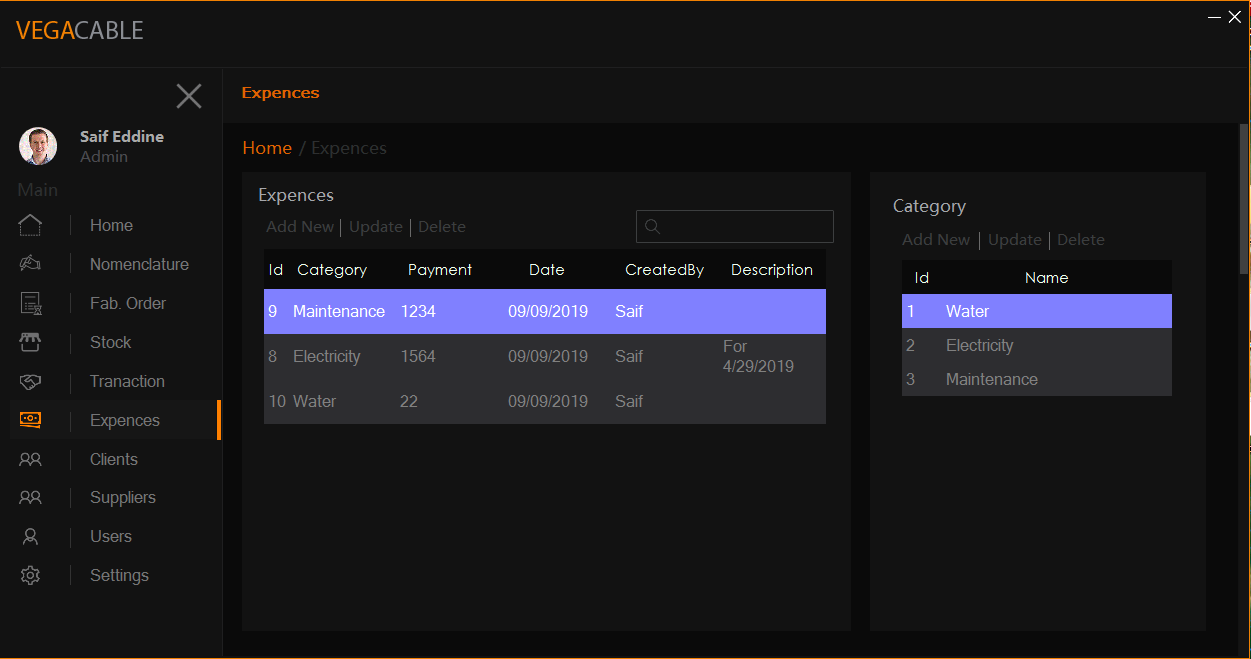 VEGACABLE
Expences
Saif Eddine
Admin
Main
Home
Nomenclature
Fab. Order
Stock
Tranaction
Expences
Clients
Suppliers
Users
Settings
Home / Expences
Expences
Add New | Update | Delete
Id Category Payment Date CreatedBy Description
9 Maintenance 1234 09/09/2019 Saif
8 Electricity 1564 09/09/2019 Saif For 4/29/2019
10 Water 22 09/09/2019 Saif
Category
Add New | Update | Delete
Id Name
1 Water
2 Electricity
3 Maintenance